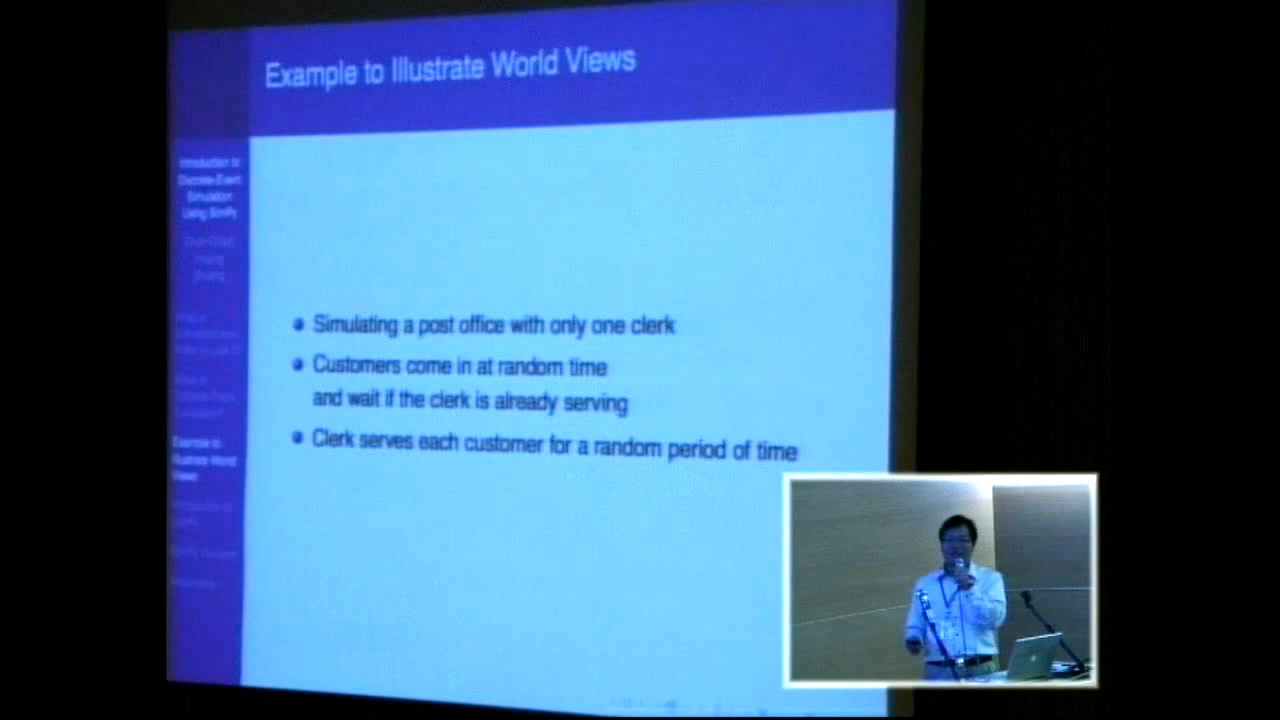 Example to Illustrate World Views
Introduction to
Discrete-Event
Simulation
Using SimPy
Simulating a post office with only one clerk
Customers come in at random time
and wait if the clerk is already serving
Clerk serves each customer for a random period of time
Example to
Illustrate Word
Views